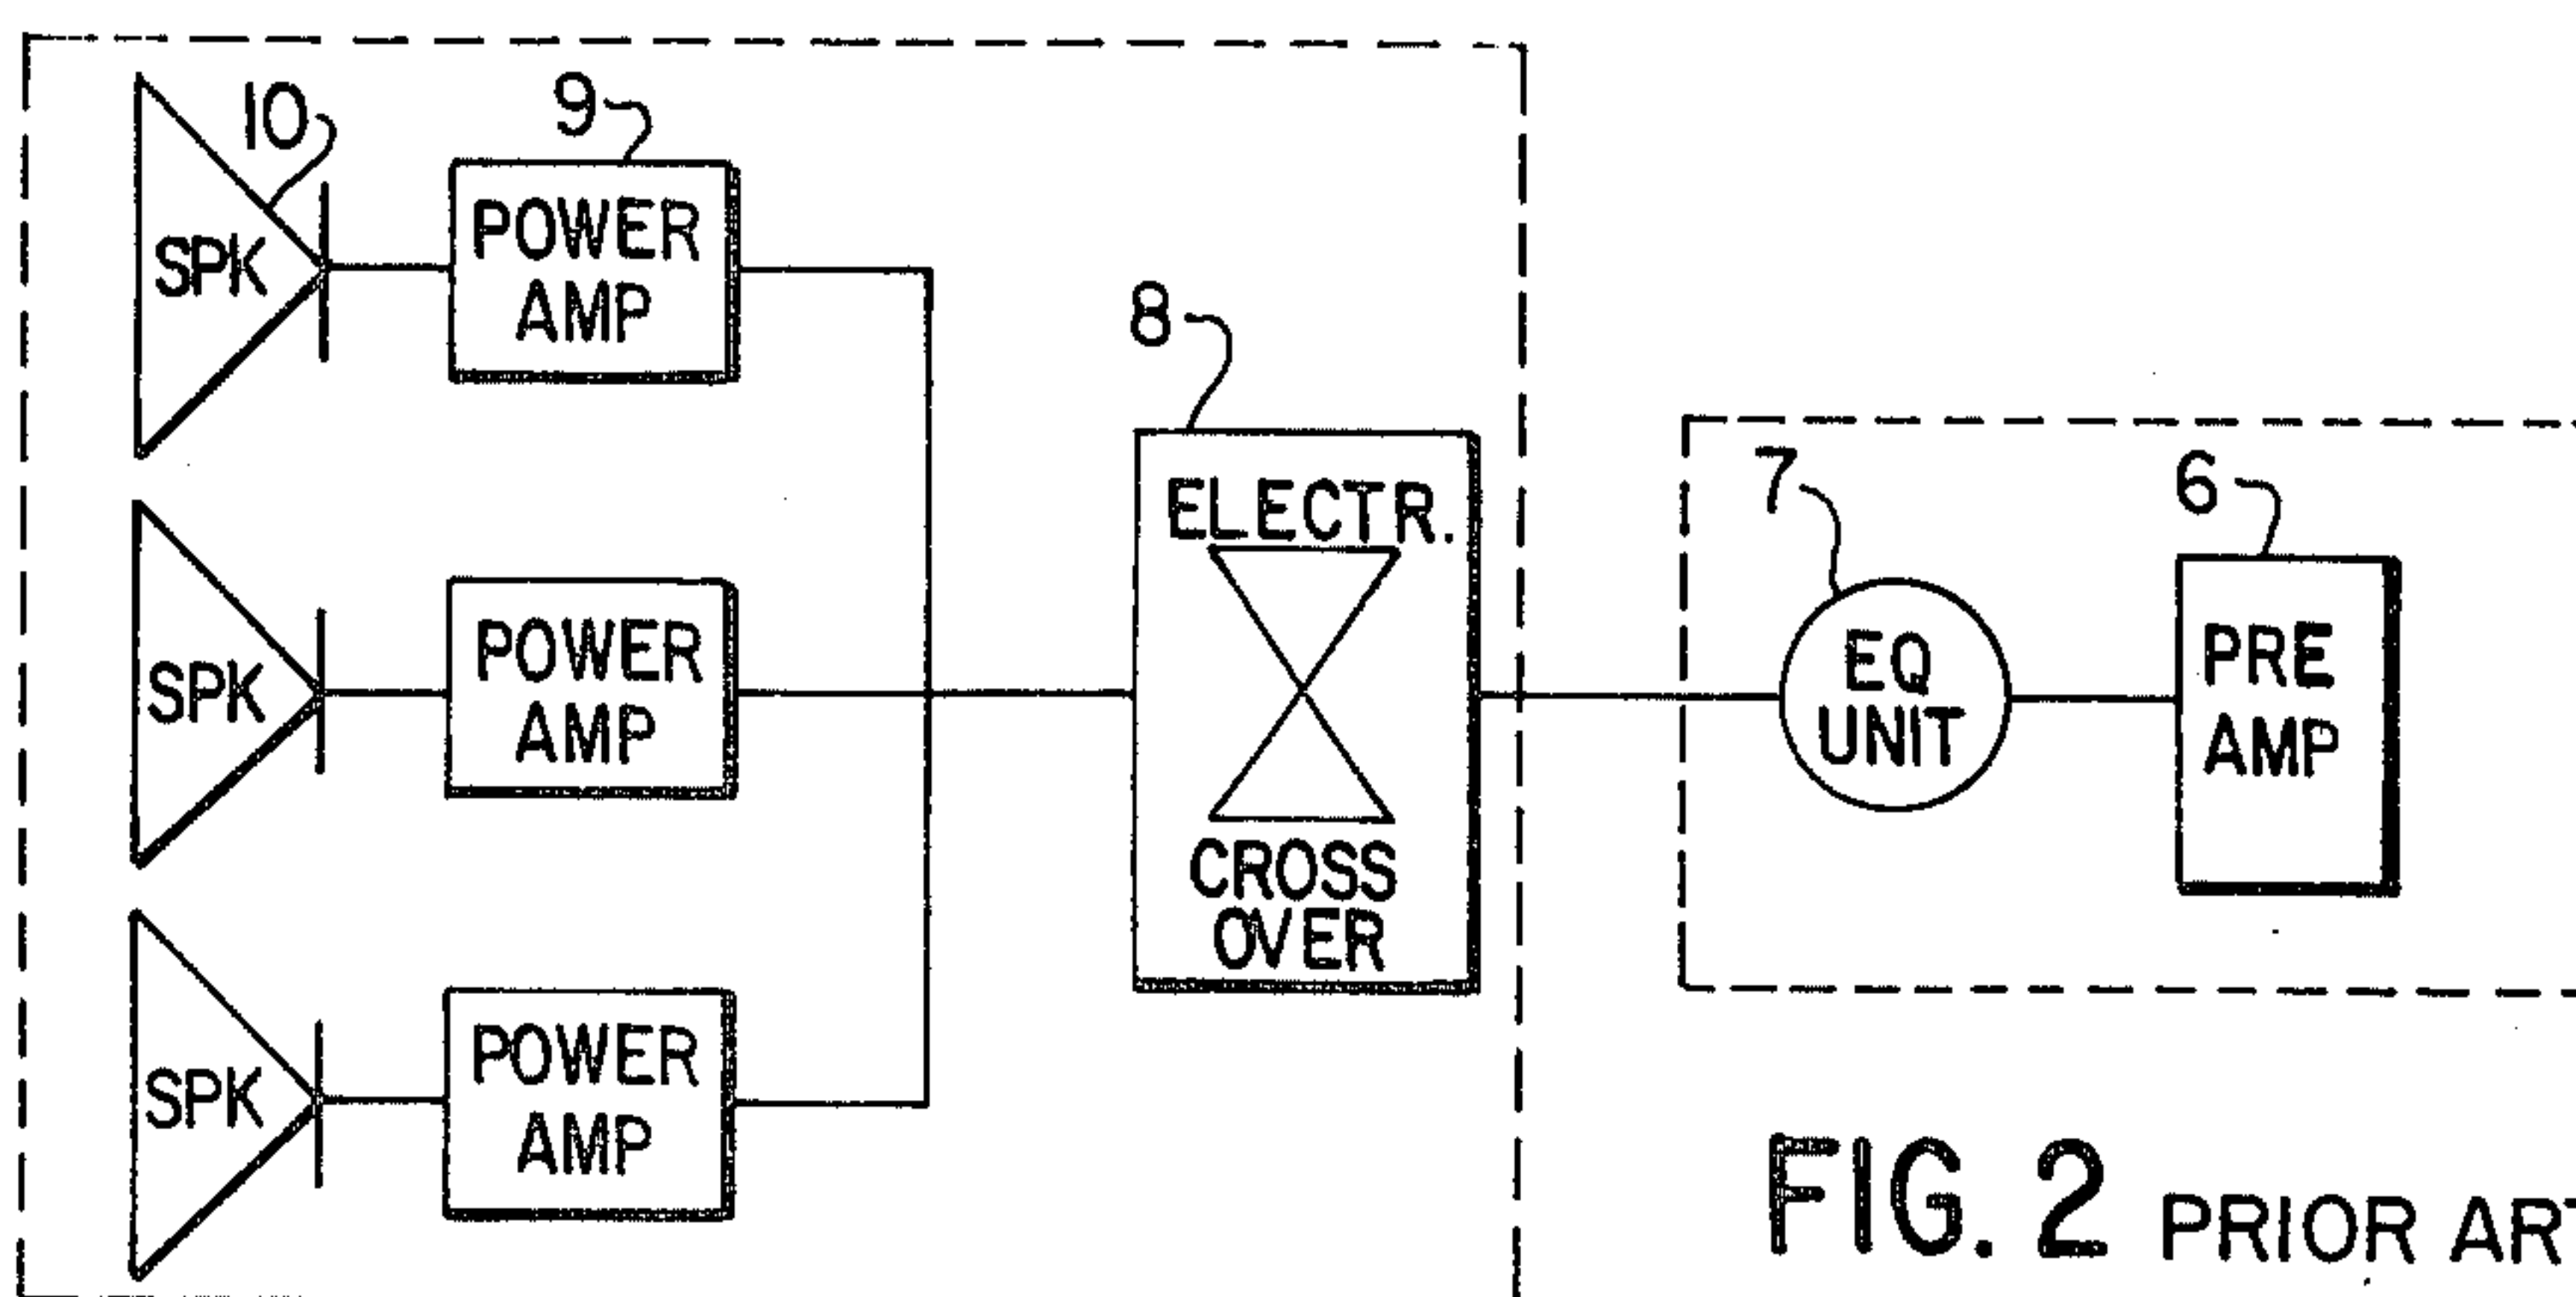 10
9
SPK
POWER
AMP
8
ELECTR.
CROSS
OVER
7
EQ
UNIT
6
PRE
AMP
SPK
POWER
AMP
SPK
POWER
AMP
FIG. 2 PRIOR ART